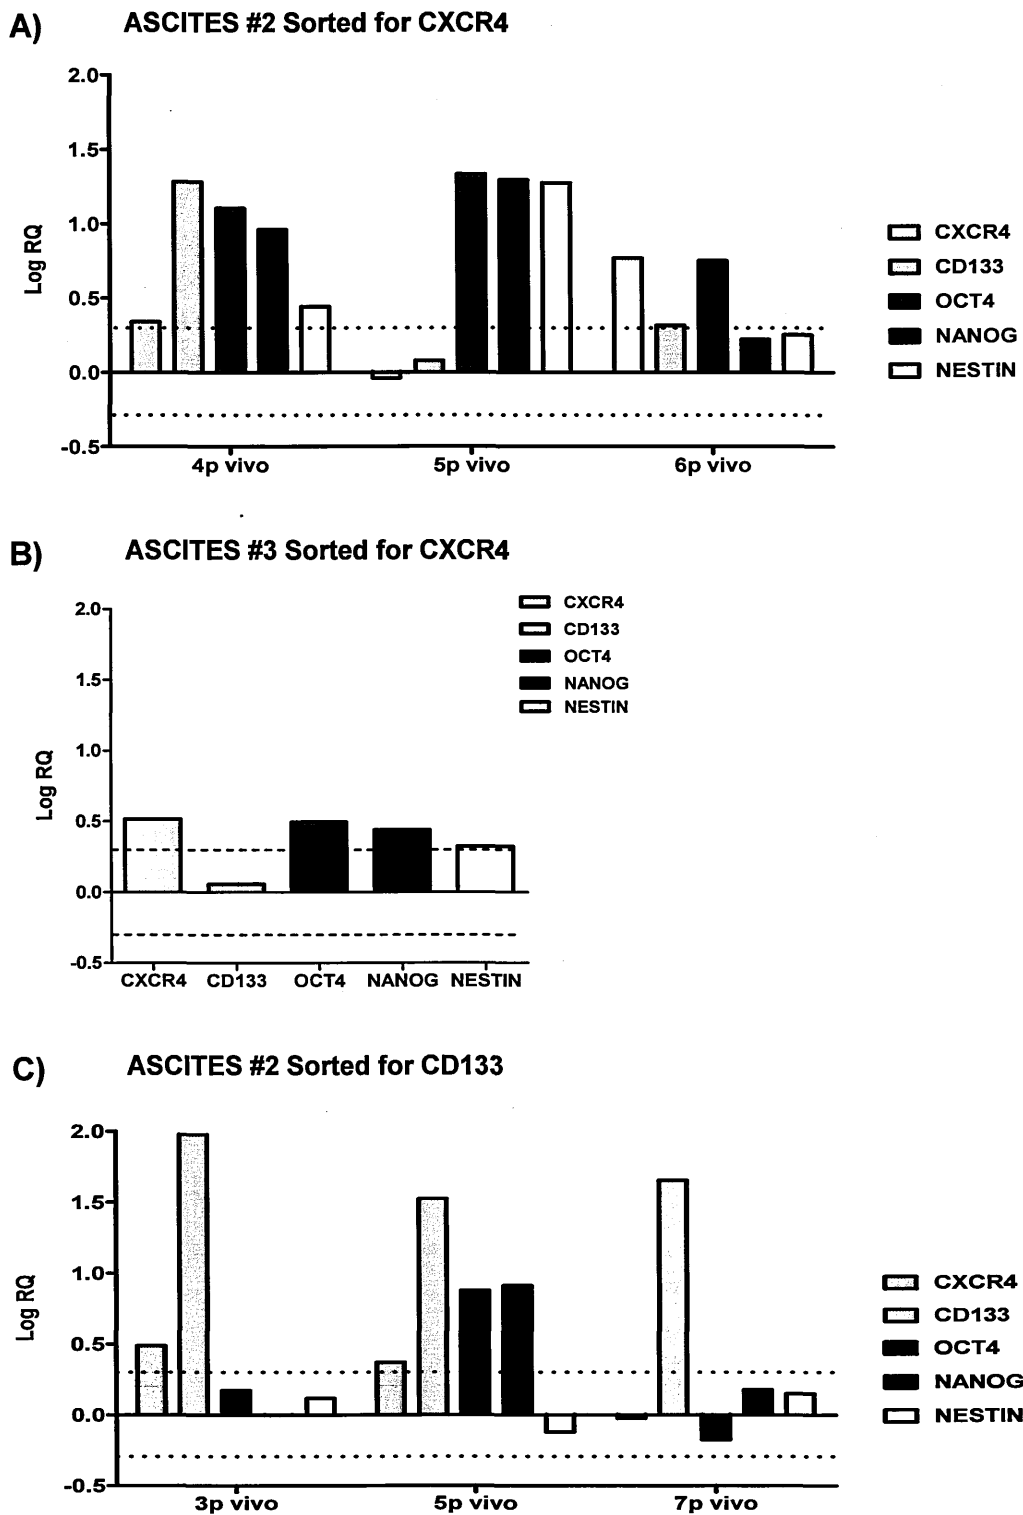 A)
ASCITES #2 Sorted for CXCR4
2.0
1.5
1.0
0.5
0.0
-0.5
Log RQ
4p vivo
5p vivo
6p vivo
CXCR4
CD133
OCT4
NANOG
NESTIN
B)
ASCITES #3 Sorted for CXCR4
2.0
1.5
1.0
0.5
0.0
-0.5
Log RQ
CXCR4
CD133
OCT4
NANOG
NESTIN
CXCR4 CD133 OCT4 NANOG NESTIN
C)
ASCITES #2 Sorted for CD133
2.0
1.5
1.0
0.5
0.0
-0.5
Log RQ
3p vivo
5p vivo
7p vivo
CXCR4
CD133
OCT4
NANOG
NESTIN